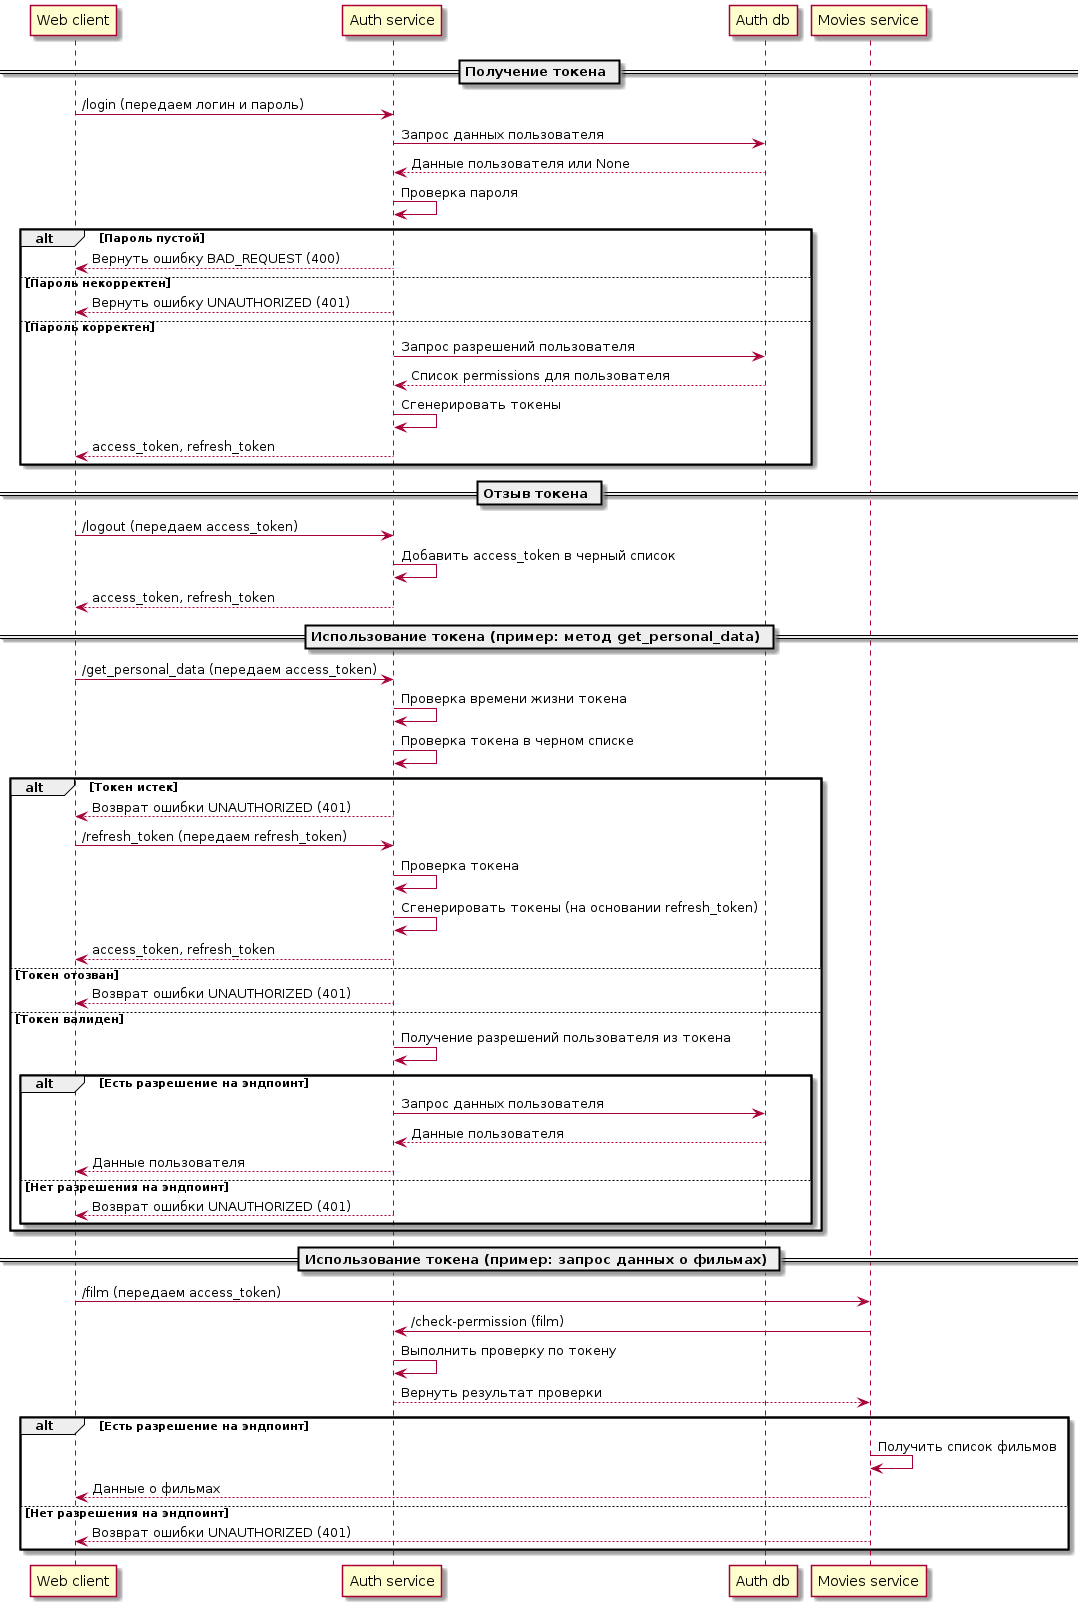 Web client
Auth service
Auth db
Movies service
Получение токена
/login (передаем логин и пароль)
Запрос данных пользователя
Данные пользователя или None
Проверка пароля
alt
[Пароль пустой]
Вернуть ошибку BAD_REQUEST (400)
[Пароль некорректен]
Вернуть ошибку UNAUTHORIZED (401)
[Пароль корректен]
Запрос разрешений пользователя
Список permissions для пользователя
Сгенерировать токены
access_token, refresh_token
Отзыв токена
/logout (передаем access_token)
Добавить access_token в черный список
access_token, refresh_token
Использование токена (пример: метод get_personal_data)
/get_personal_data (передаем access_token)
Проверка времени жизни токена
Проверка токена в черном списке
alt
[Токен истек]
Возврат ошибки UNAUTHORIZED (401)
/refresh_token (передаем refresh_token)
Проверка токена
Сгенерировать токены (на основании refresh_token)
access_token, refresh_token
[Токен отозван]
Возврат ошибки UNAUTHORIZED (401)
[Токен валиден]
Получение разрешений пользователя из токена
alt
[Есть разрешение на эндпоинт]
Запрос данных пользователя
Данные пользователя
Данные пользователя
[Нет разрешения на эндпоинт]
Возврат ошибки UNAUTHORIZED (401)
Использование токена (пример: запрос данных о фильмах)
/film (передаем access_token)
/check-permission (film)
Выполнить проверку по токену
Вернуть результат проверки
alt
[Есть разрешение на эндпоинт]
Получить список фильмов
Данные о фильмах
[Нет разрешения на эндпоинт]
Возврат ошибки UNAUTHORIZED (401)
Web client
Auth service
Auth db
Movies service